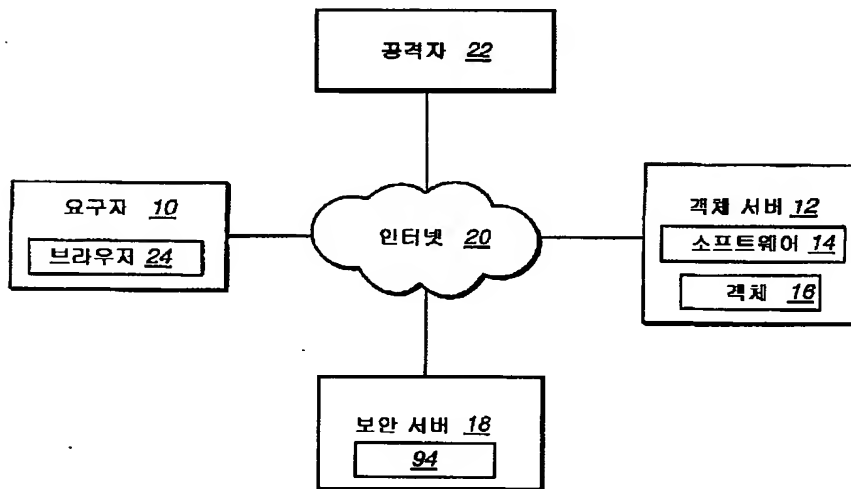 공격자 22
요구자 10
브라우저 24
인터넷 20
객체 서버 12
소프트웨어 14
객체 16
보안 서버 18
94